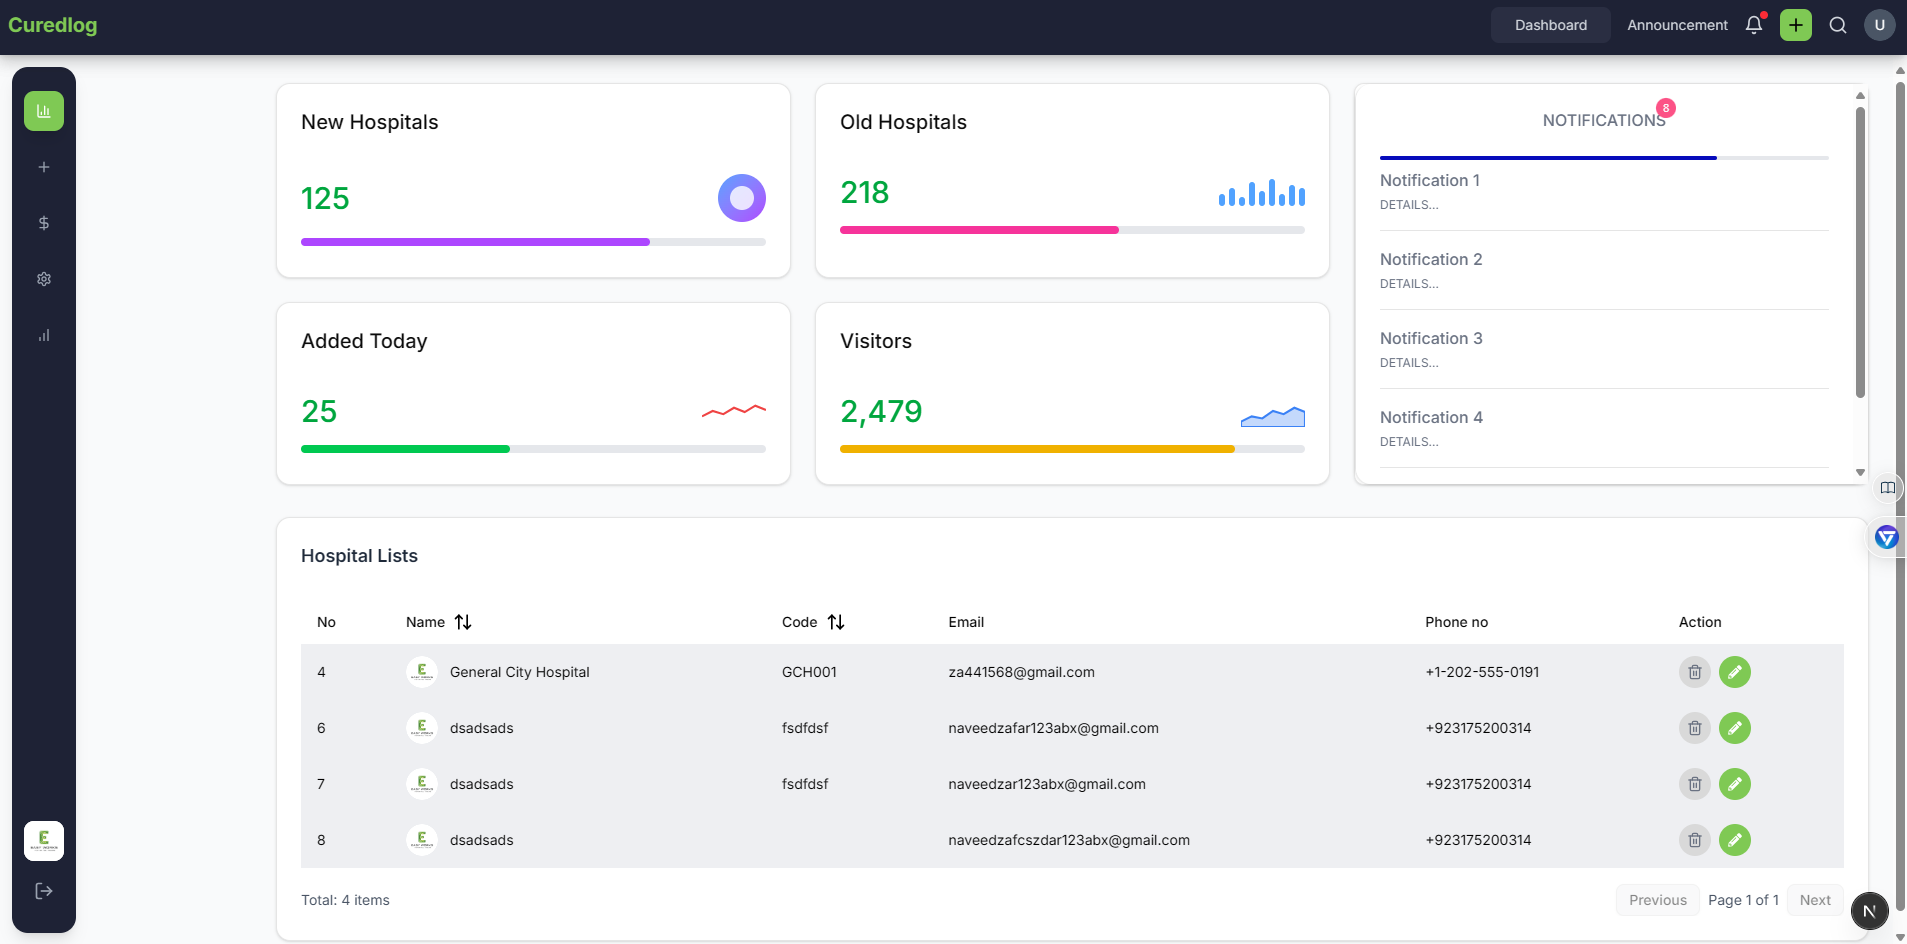 Curedlog
Dashboard
Announcement
U
New Hospitals
125
Old Hospitals
218
NOTIFICATIONS
8
Notification 1
DETAILS...
Notification 2
DETAILS...
Notification 3
DETAILS...
Notification 4
DETAILS...
Added Today
25
Visitors
2,479
Hospital Lists
No Name Code Email Phone no Action
4 General City Hospital GCH001 za441568@gmail.com +1-202-555-0191
6 dsadsads fsdfdsf naveedzafar123abx@gmail.com +923175200314
7 dsadsads fsdfdsf naveedzar123abx@gmail.com +923175200314
8 dsadsads naveedzafcszdar123abx@gmail.com +923175200314
Total: 4 items
Previous Page 1 of 1 Next
N